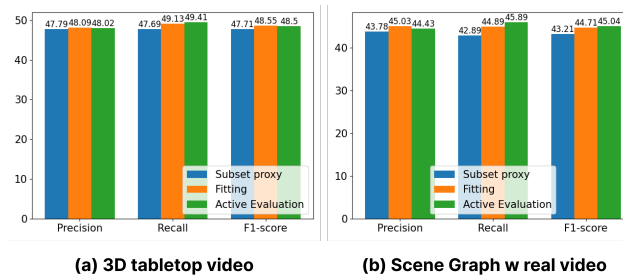 50
40
30
20
10
0
47.79 48.09 48.02
47.69 49.13 49.41
47.71 48.55 48.5
Subset proxy
Fitting
Active Evaluation
Precision Recall F1-score
(a) 3D tabletop video
40
30
20
10
0
43.78 45.03 44.43
42.89 44.89 45.89
43.21 44.71 45.04
Subset proxy
Fitting
Active Evaluation
Precision Recall F1-score
(b) Scene Graph w real video